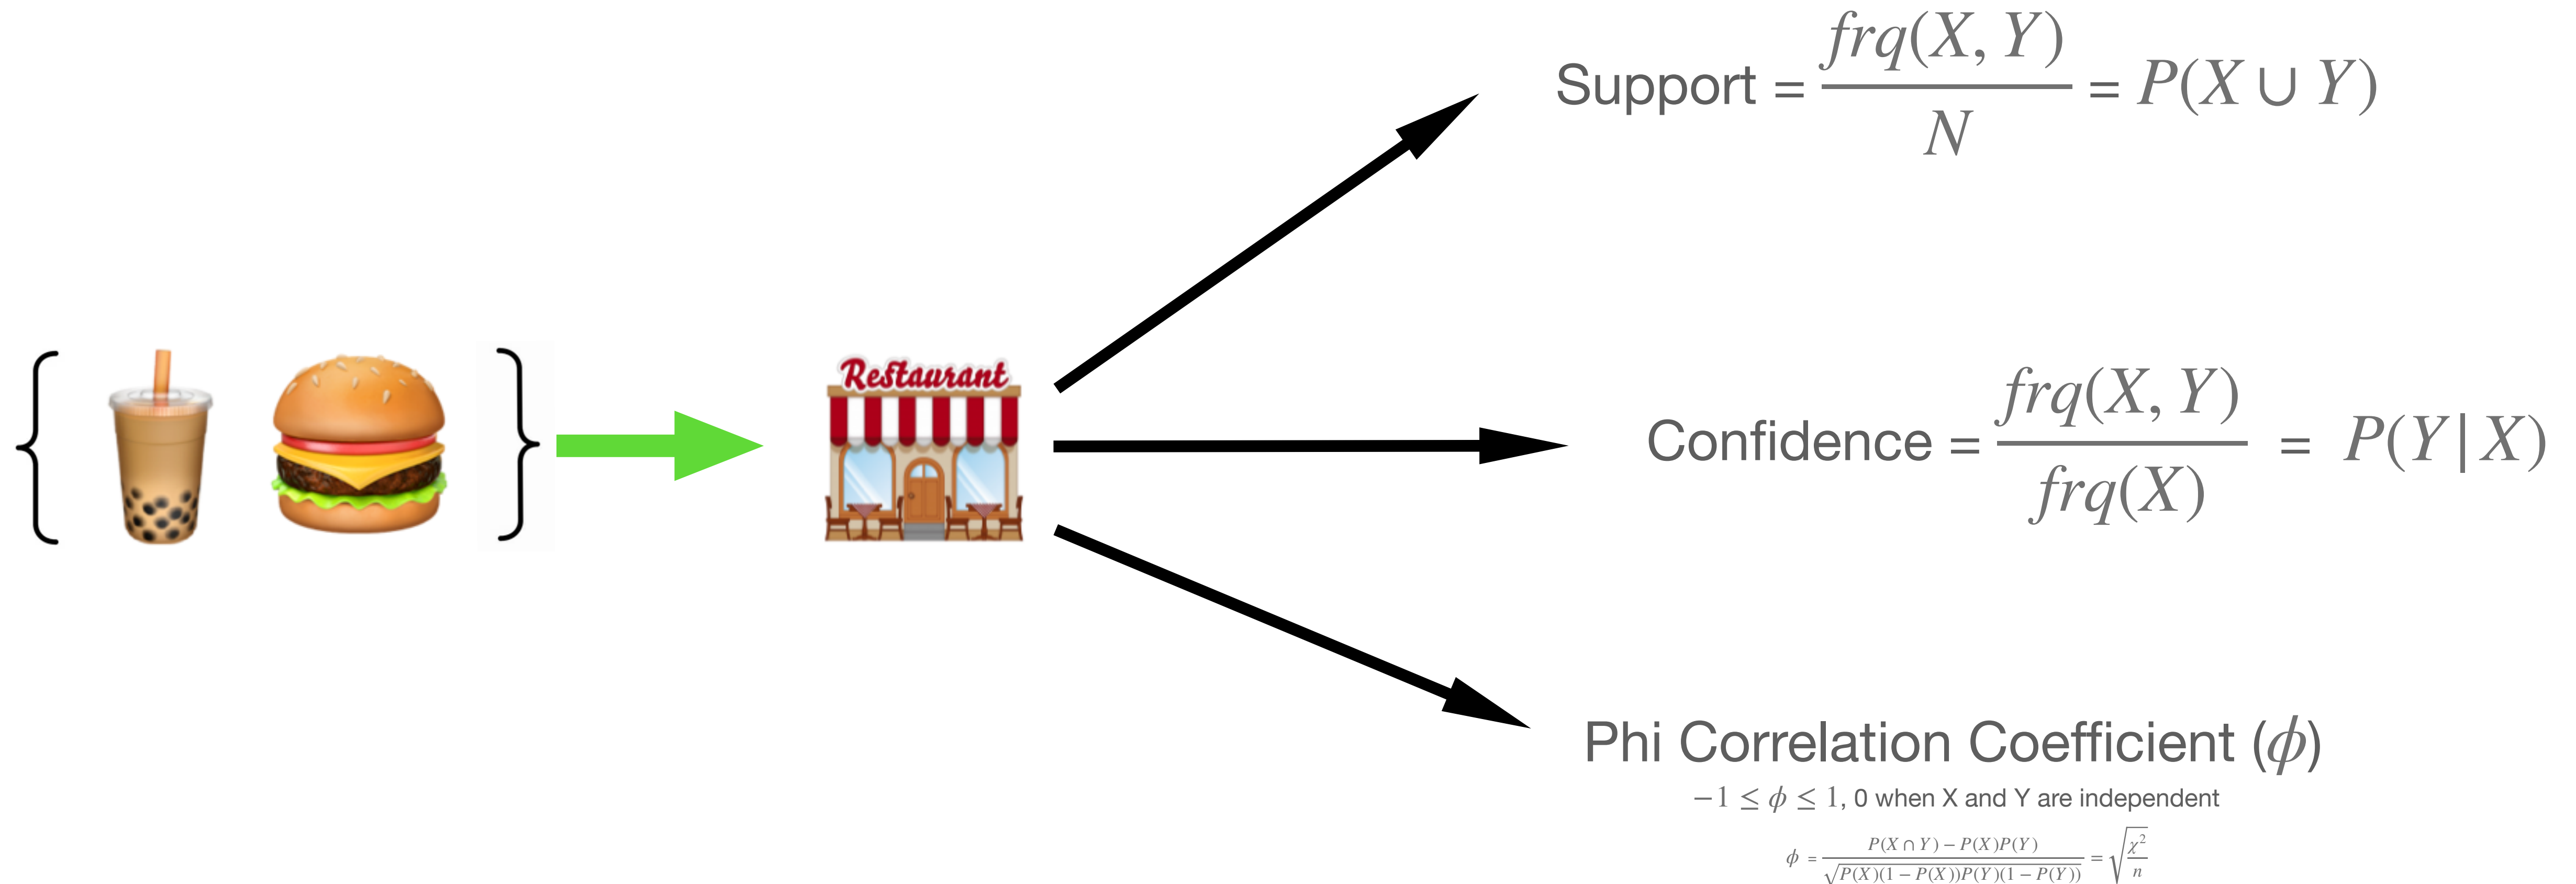 Support = frq(X, Y) / N = P(X ∪ Y)
Restaurant
Confidence = frq(X, Y) / frq(X) = P(Y | X)
Phi Correlation Coefficient (ϕ)
−1 ≤ ϕ ≤ 1, 0 when X and Y are independent
ϕ = P(X ∩ Y) − P(X)P(Y) / √P(X)(1 − P(X))P(Y)(1 − P(Y)) = √χ²/n